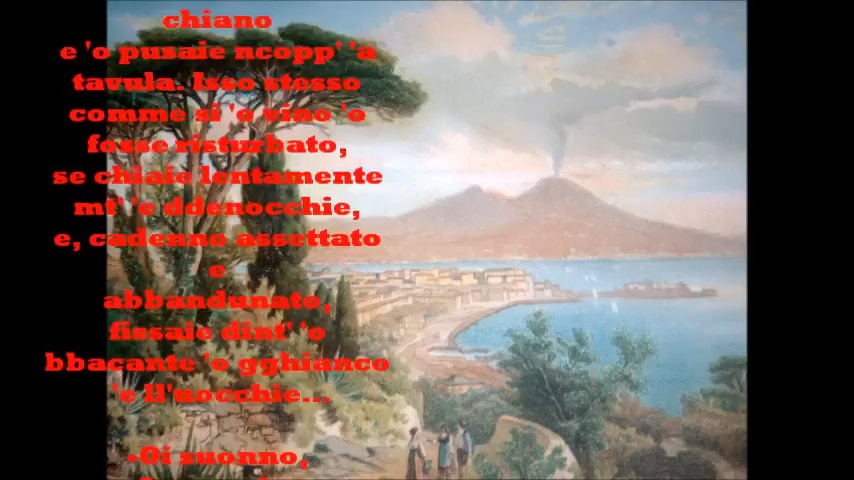 chiano
e 'o pusaie ncopp' 'a
tavula. Isso stesso
comme si 'o vino 'o
fosse risturbato,
se chiaie lentamente
mt' 'e ddenocchie,
e, cadenno assettato
e
abbandunato,
fissaie dint' 'o
bbacante 'o gghianco
'e ll'uocchie...
«Oi suonno,